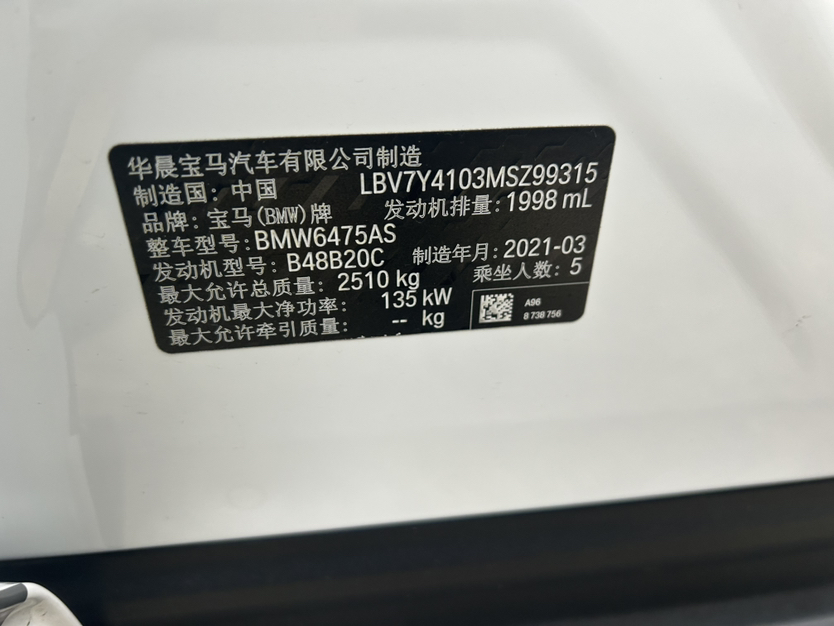 华晨宝马汽车有限公司制造
制造国：中国 LBV7Y4103MSZ99315
品牌：宝马(BMW)牌 发动机排量：1998 mL
整车型号：BMW6475AS
发动机型号：B48B20C 制造年月：2021-03
最大允许总质量：2510 kg 乘坐人数：5
发动机最大净功率：135 kW
最大允许牵引质量：-- kg
A96
8 738 756